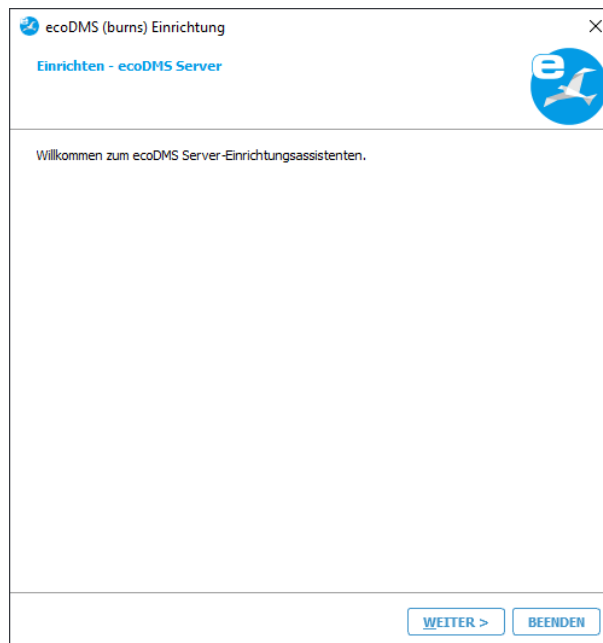 ecoDMS (burns) Einrichtung
Einrichten - ecoDMS Server
e
Willkommen zum ecoDMS Server-Einrichtungsassistenten.
WEITER >
BEENDEN